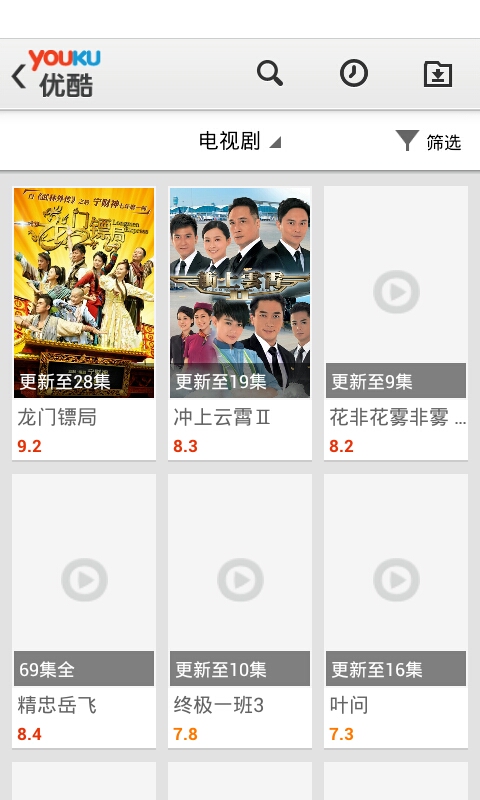 YOUKU
优酷
电视剧
筛选
龙门镖局
更新至28集
更新至19集
更新至9集
龙门镖局
冲上云霄Ⅱ
花非花雾非雾 ...
9.2
8.3
8.2
69集全
更新至10集
更新至16集
精忠岳飞
终极一班3
叶问
8.4
7.8
7.3